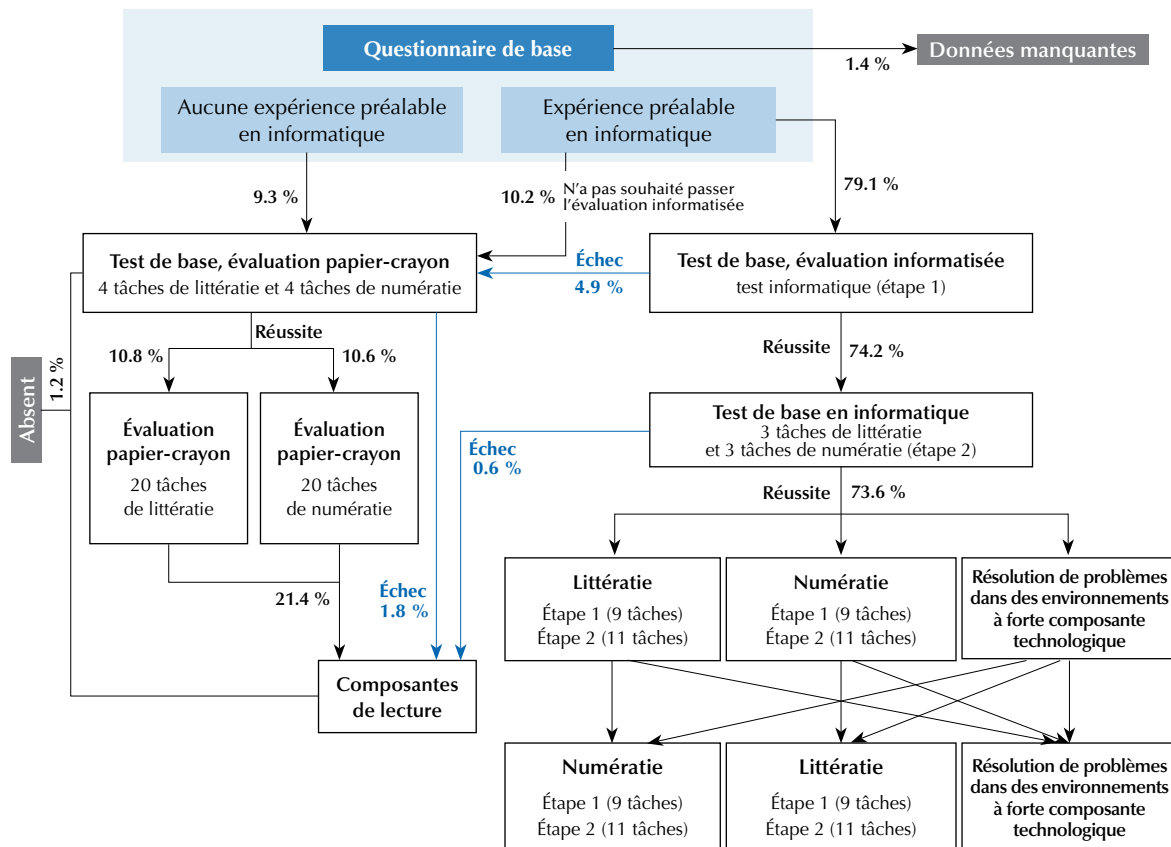 Questionnaire de base
Données manquantes
1.4 %
Aucune expérience préalable
en informatique
Expérience préalable
en informatique
9.3 %
10.2 %
N'a pas souhaité passer
l'évaluation informatisée
79.1 %
Test de base, évaluation papier-crayon
4 tâches de littératie et 4 tâches de numératie
Échec
4.9 %
Test de base, évaluation informatisée
test informatique (étape 1)
Réussite
10.8 %
10.6 %
Réussite
74.2 %
Absent
1.2 %
Évaluation
papier-crayon
20 tâches
de littératie
Évaluation
papier-crayon
20 tâches
de numératie
Test de base en informatique
3 tâches de littératie
et 3 tâches de numératie (étape 2)
Échec
0.6 %
Réussite
73.6 %
21.4 %
Échec
1.8 %
Composantes
de lecture
Littératie
Étape 1 (9 tâches)
Étape 2 (11 tâches)
Numératie
Étape 1 (9 tâches)
Étape 2 (11 tâches)
Résolution de problèmes
dans des environnements
à forte composante
technologique
Numératie
Étape 1 (9 tâches)
Étape 2 (11 tâches)
Littératie
Étape 1 (9 tâches)
Étape 2 (11 tâches)
Résolution de problèmes
dans des environnements
à forte composante
technologique